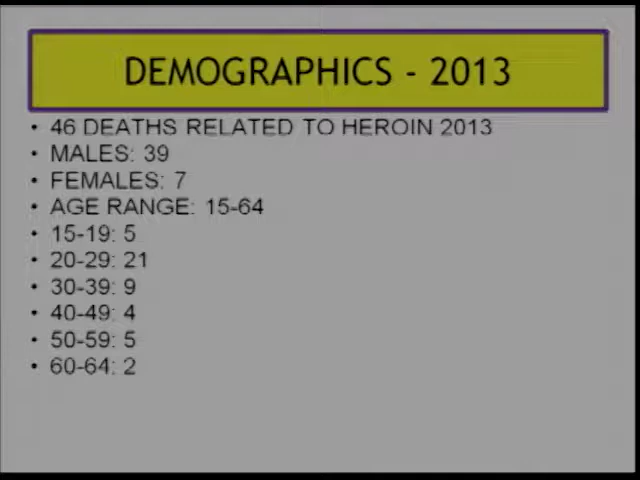 DEMOGRAPHICS - 2013
• 46 DEATHS RELATED TO HEROIN 2013
• MALES: 39
• FEMALES: 7
• AGE RANGE: 15-64
• 15-19: 5
• 20-29: 21
• 30-39: 9
• 40-49: 4
• 50-59: 5
• 60-64: 2